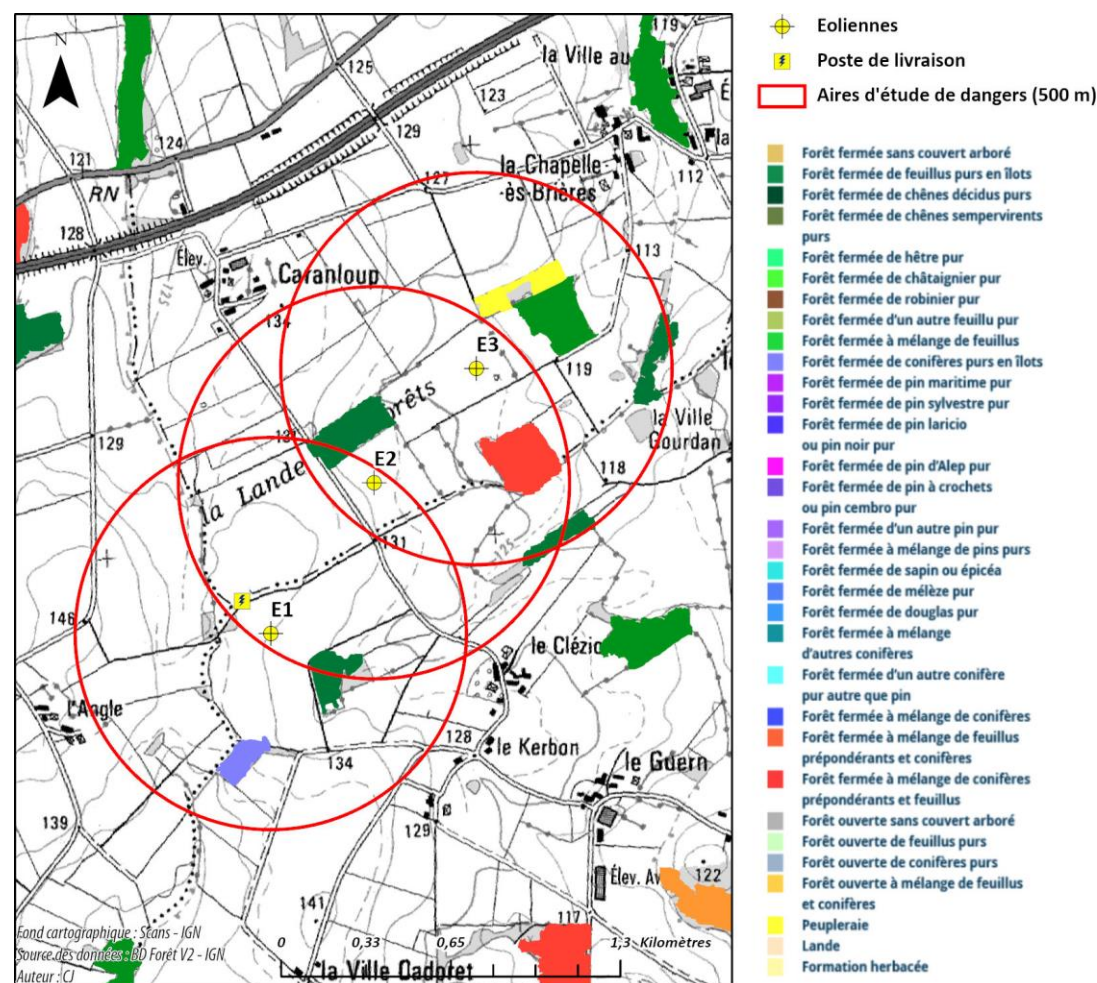 N
119
la Ville au
É
125
123
129
124
121
la
la Chapelle
-ès-Brières
112
RN
127
128
Élev.
113
125
Caranloup
134
E3
119
orêts
la Ville
Gourdan
129
131
E2
la Lande
118
131
125
146
E1
le Clézio
l'Angle
128
le Kerbon
134
le Guern
139
129
Élev. Av
122
141
117
Fond cartographique : Scans - IGN
Source des données : BD Forêt V2 - IGN
Auteur : CJ
0 0,33 0,65 1,3 Kilomètres
la Ville Cadoret
Eoliennes
Poste de livraison
Aires d'étude de dangers (500 m)
Forêt fermée sans couvert arboré
Forêt fermée de feuillus purs en îlots
Forêt fermée de chênes décidus purs
Forêt fermée de chênes sempervirents
purs
Forêt fermée de hêtre pur
Forêt fermée de châtaignier pur
Forêt fermée de robinier pur
Forêt fermée d'un autre feuillu pur
Forêt fermée à mélange de feuillus
Forêt fermée de conifères purs en îlots
Forêt fermée de pin maritime pur
Forêt fermée de pin sylvestre pur
Forêt fermée de pin laricio
ou pin noir pur
Forêt fermée de pin d'Alep pur
Forêt fermée de pin à crochets
ou pin cembro pur
Forêt fermée d'un autre pin pur
Forêt fermée à mélange de pins purs
Forêt fermée de sapin ou épicéa
Forêt fermée de mélèze pur
Forêt fermée de douglas pur
Forêt fermée à mélange
d'autres conifères
Forêt fermée d'un autre conifère
pur autre que pin
Forêt fermée à mélange de conifères
Forêt fermée à mélange de feuillus
prépondérants et conifères
Forêt fermée à mélange de conifères
prépondérants et feuillus
Forêt ouverte sans couvert arboré
Forêt ouverte de feuillus purs
Forêt ouverte de conifères purs
Forêt ouverte à mélange de feuillus
et conifères
Peupleraie
Lande
Formation herbacée